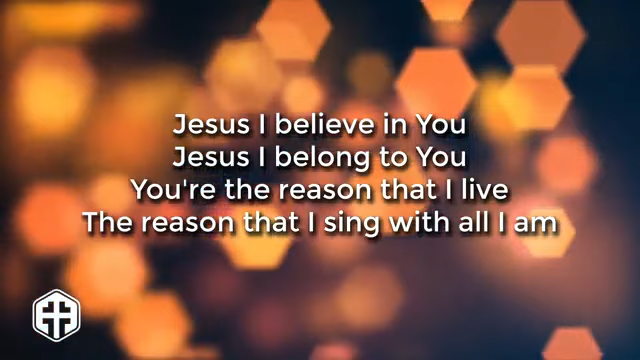 Jesus I believe in You
Jesus I belong to You
You're the reason that I live
The reason that I sing with all I am